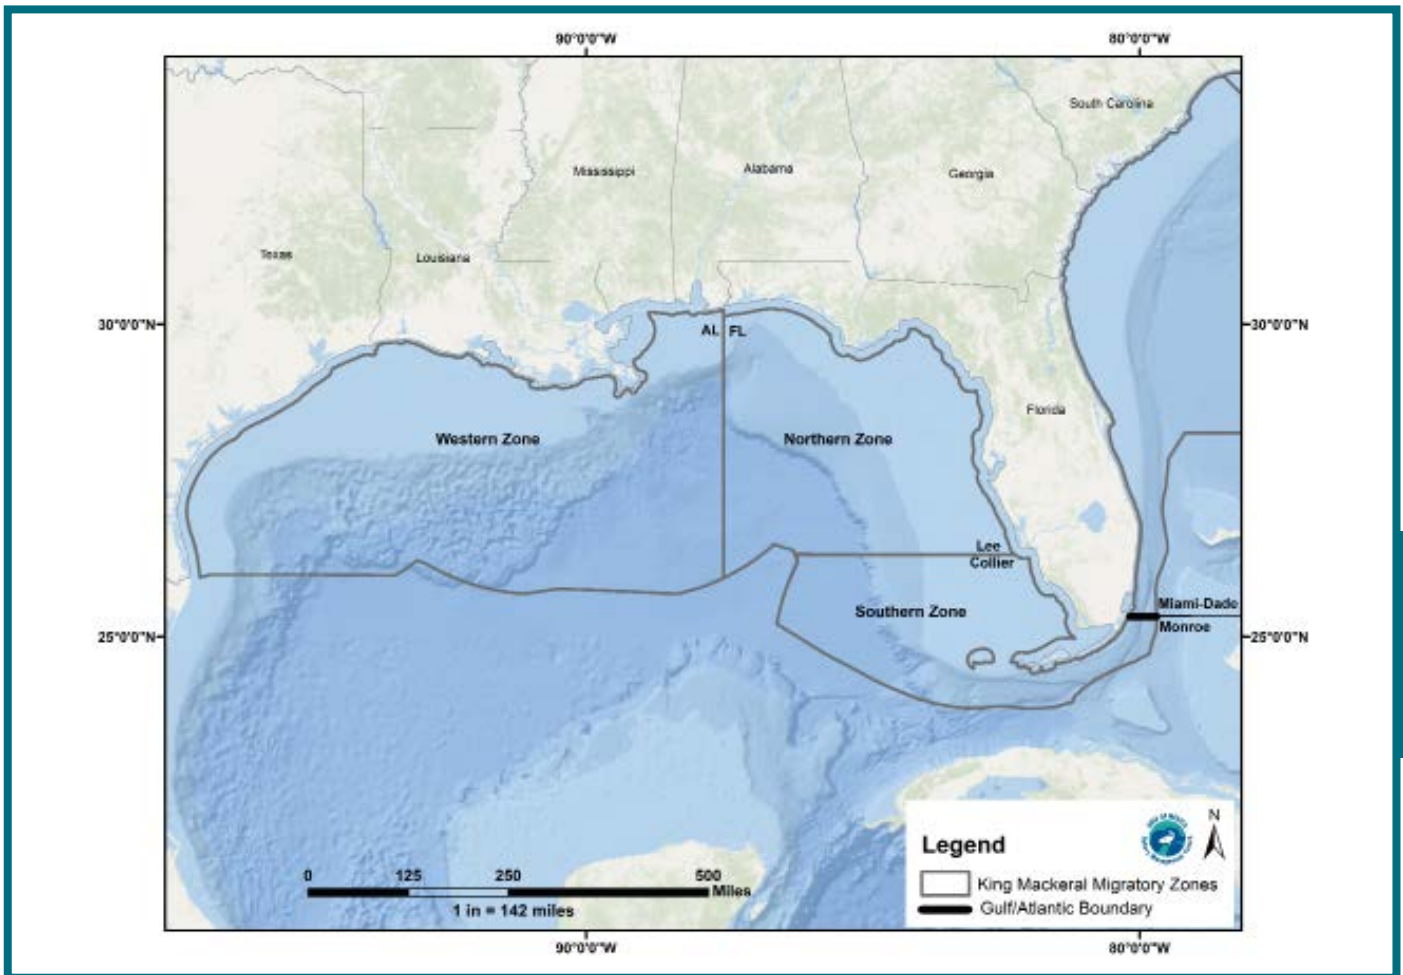 90°0'0"W
80°0'0"W
South Carolina
Mississippi
Alabama
Georgia
Texas
Louisiana
30°0'0"N
AL FL
30°0'0"N
Florida
Western Zone
Northern Zone
Lee
Collier
Southern Zone
Miami-Dade
Monroe
25°0'0"N
25°0'0"N
N
Legend
King Mackeral Migratory Zones
Gulf/Atlantic Boundary
0 125 250 500
Miles
1 in = 142 miles
90°0'0"W
80°0'0"W